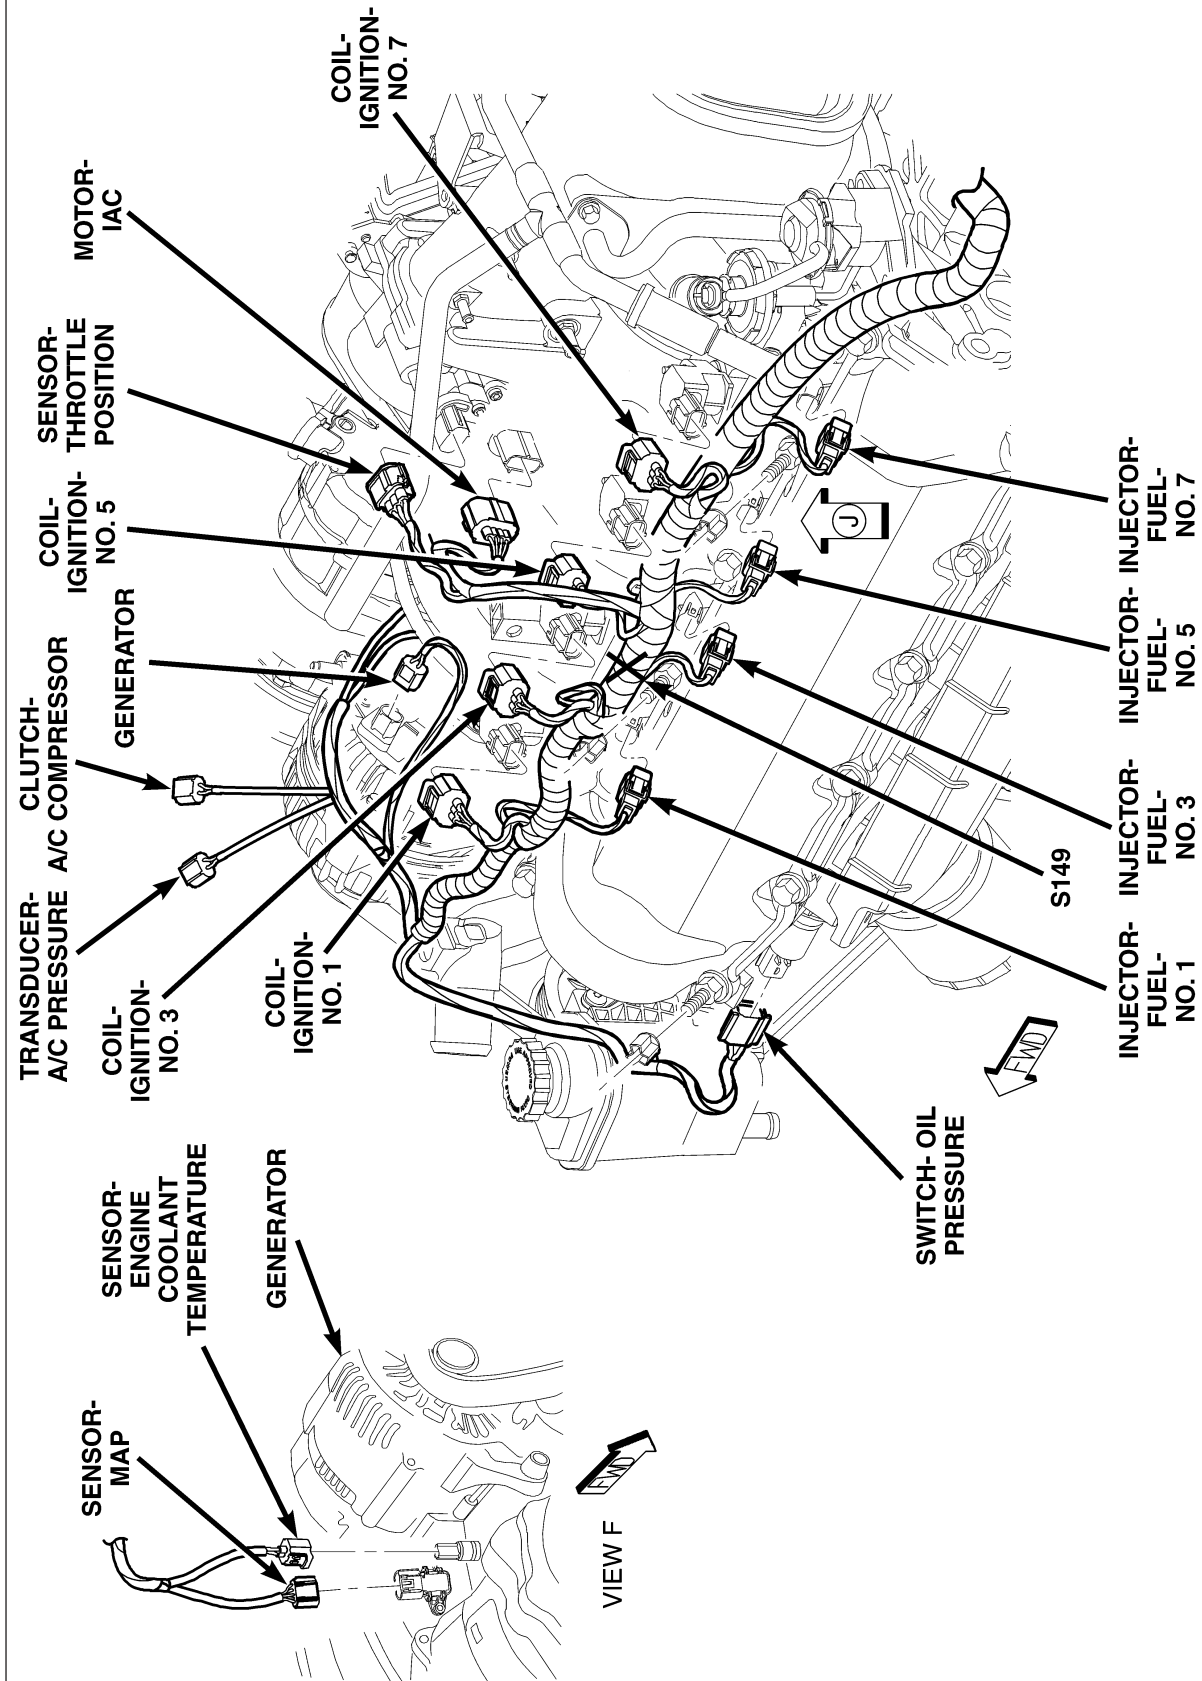 SENSOR-
MAP
SENSOR-
ENGINE
COOLANT
TEMPERATURE
GENERATOR
FWD
VIEW F
TRANSDUCER-
A/C PRESSURE
CLUTCH-
A/C COMPRESSOR
GENERATOR
COIL-
IGNITION-
NO. 5
SENSOR-
THROTTLE
POSITION
MOTOR-
IAC
COIL-
IGNITION-
NO. 7
COIL-
IGNITION-
NO. 3
COIL-
IGNITION-
NO. 1
J
SWITCH- OIL
PRESSURE
FWD
S149
INJECTOR-
FUEL-
NO. 1
INJECTOR-
FUEL-
NO. 3
INJECTOR-
FUEL-
NO. 5
INJECTOR-
FUEL-
NO. 7